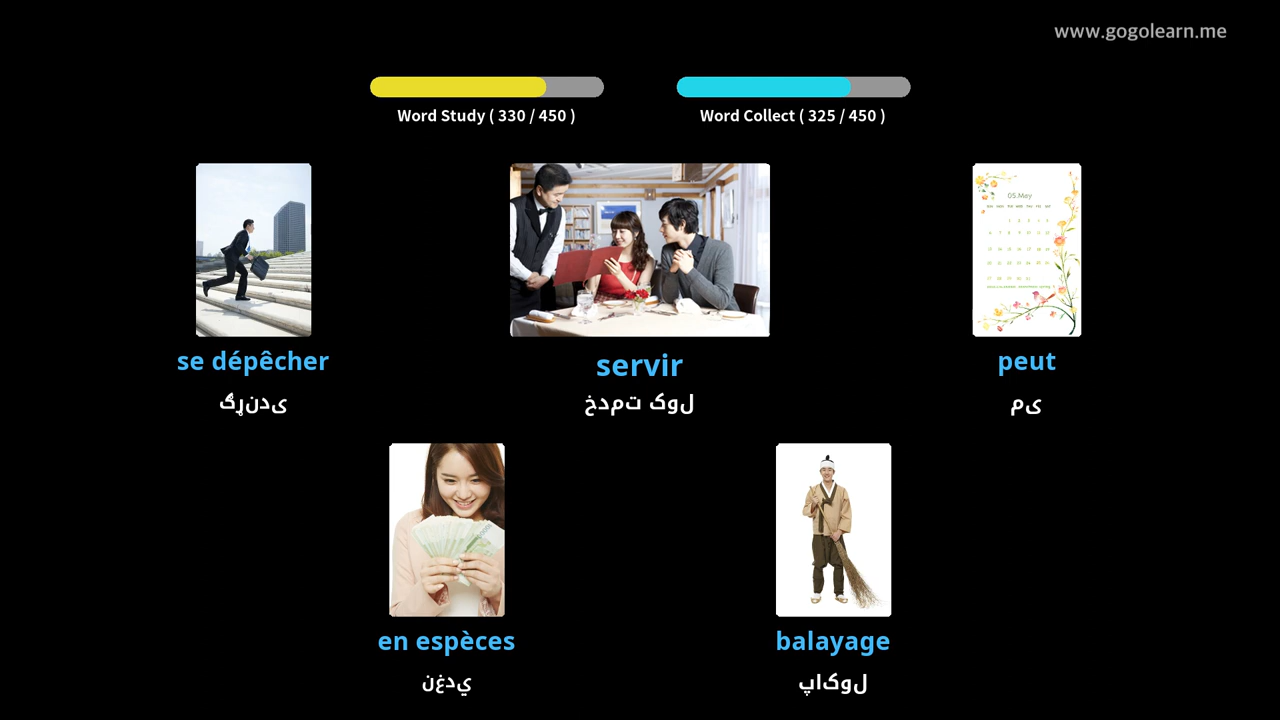 www.gogolearn.me
Word Study ( 330 / 450 )
Word Collect ( 325 / 450 )
se dépêcher
servir
peut
گړندی
خدمت کول
می
en espèces
balayage
نغدي
پاکول